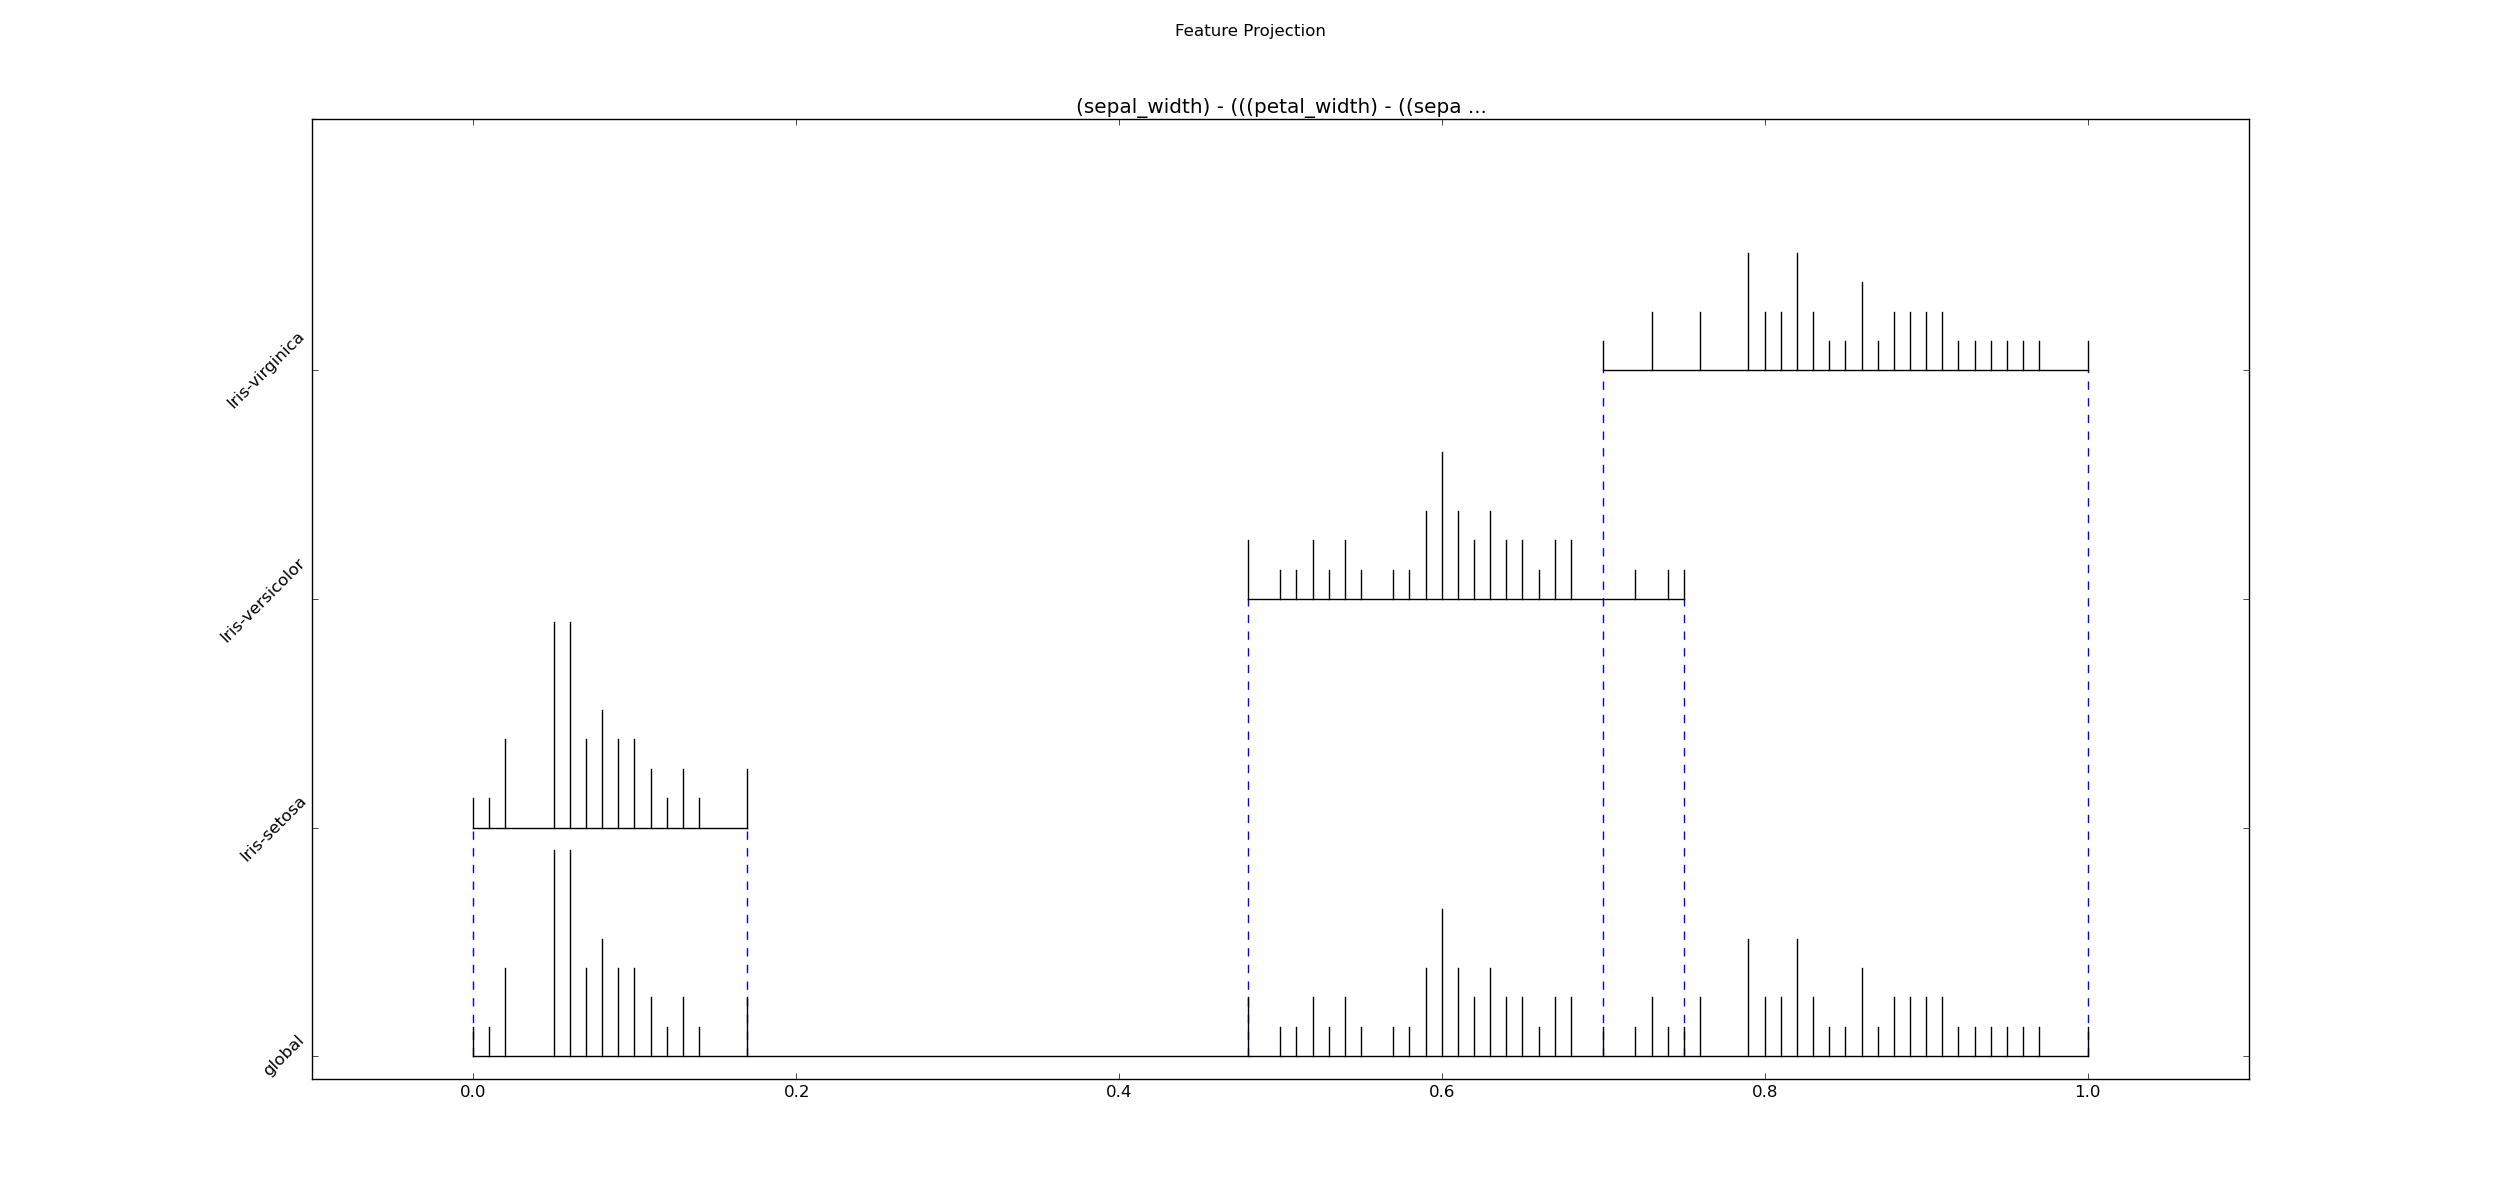 Feature Projection
(sepal_width) - (((petal_width) - ((sepa ...
Iris-virginica
Iris-versicolor
Iris-setosa
global
0.0 0.2 0.4 0.6 0.8 1.0